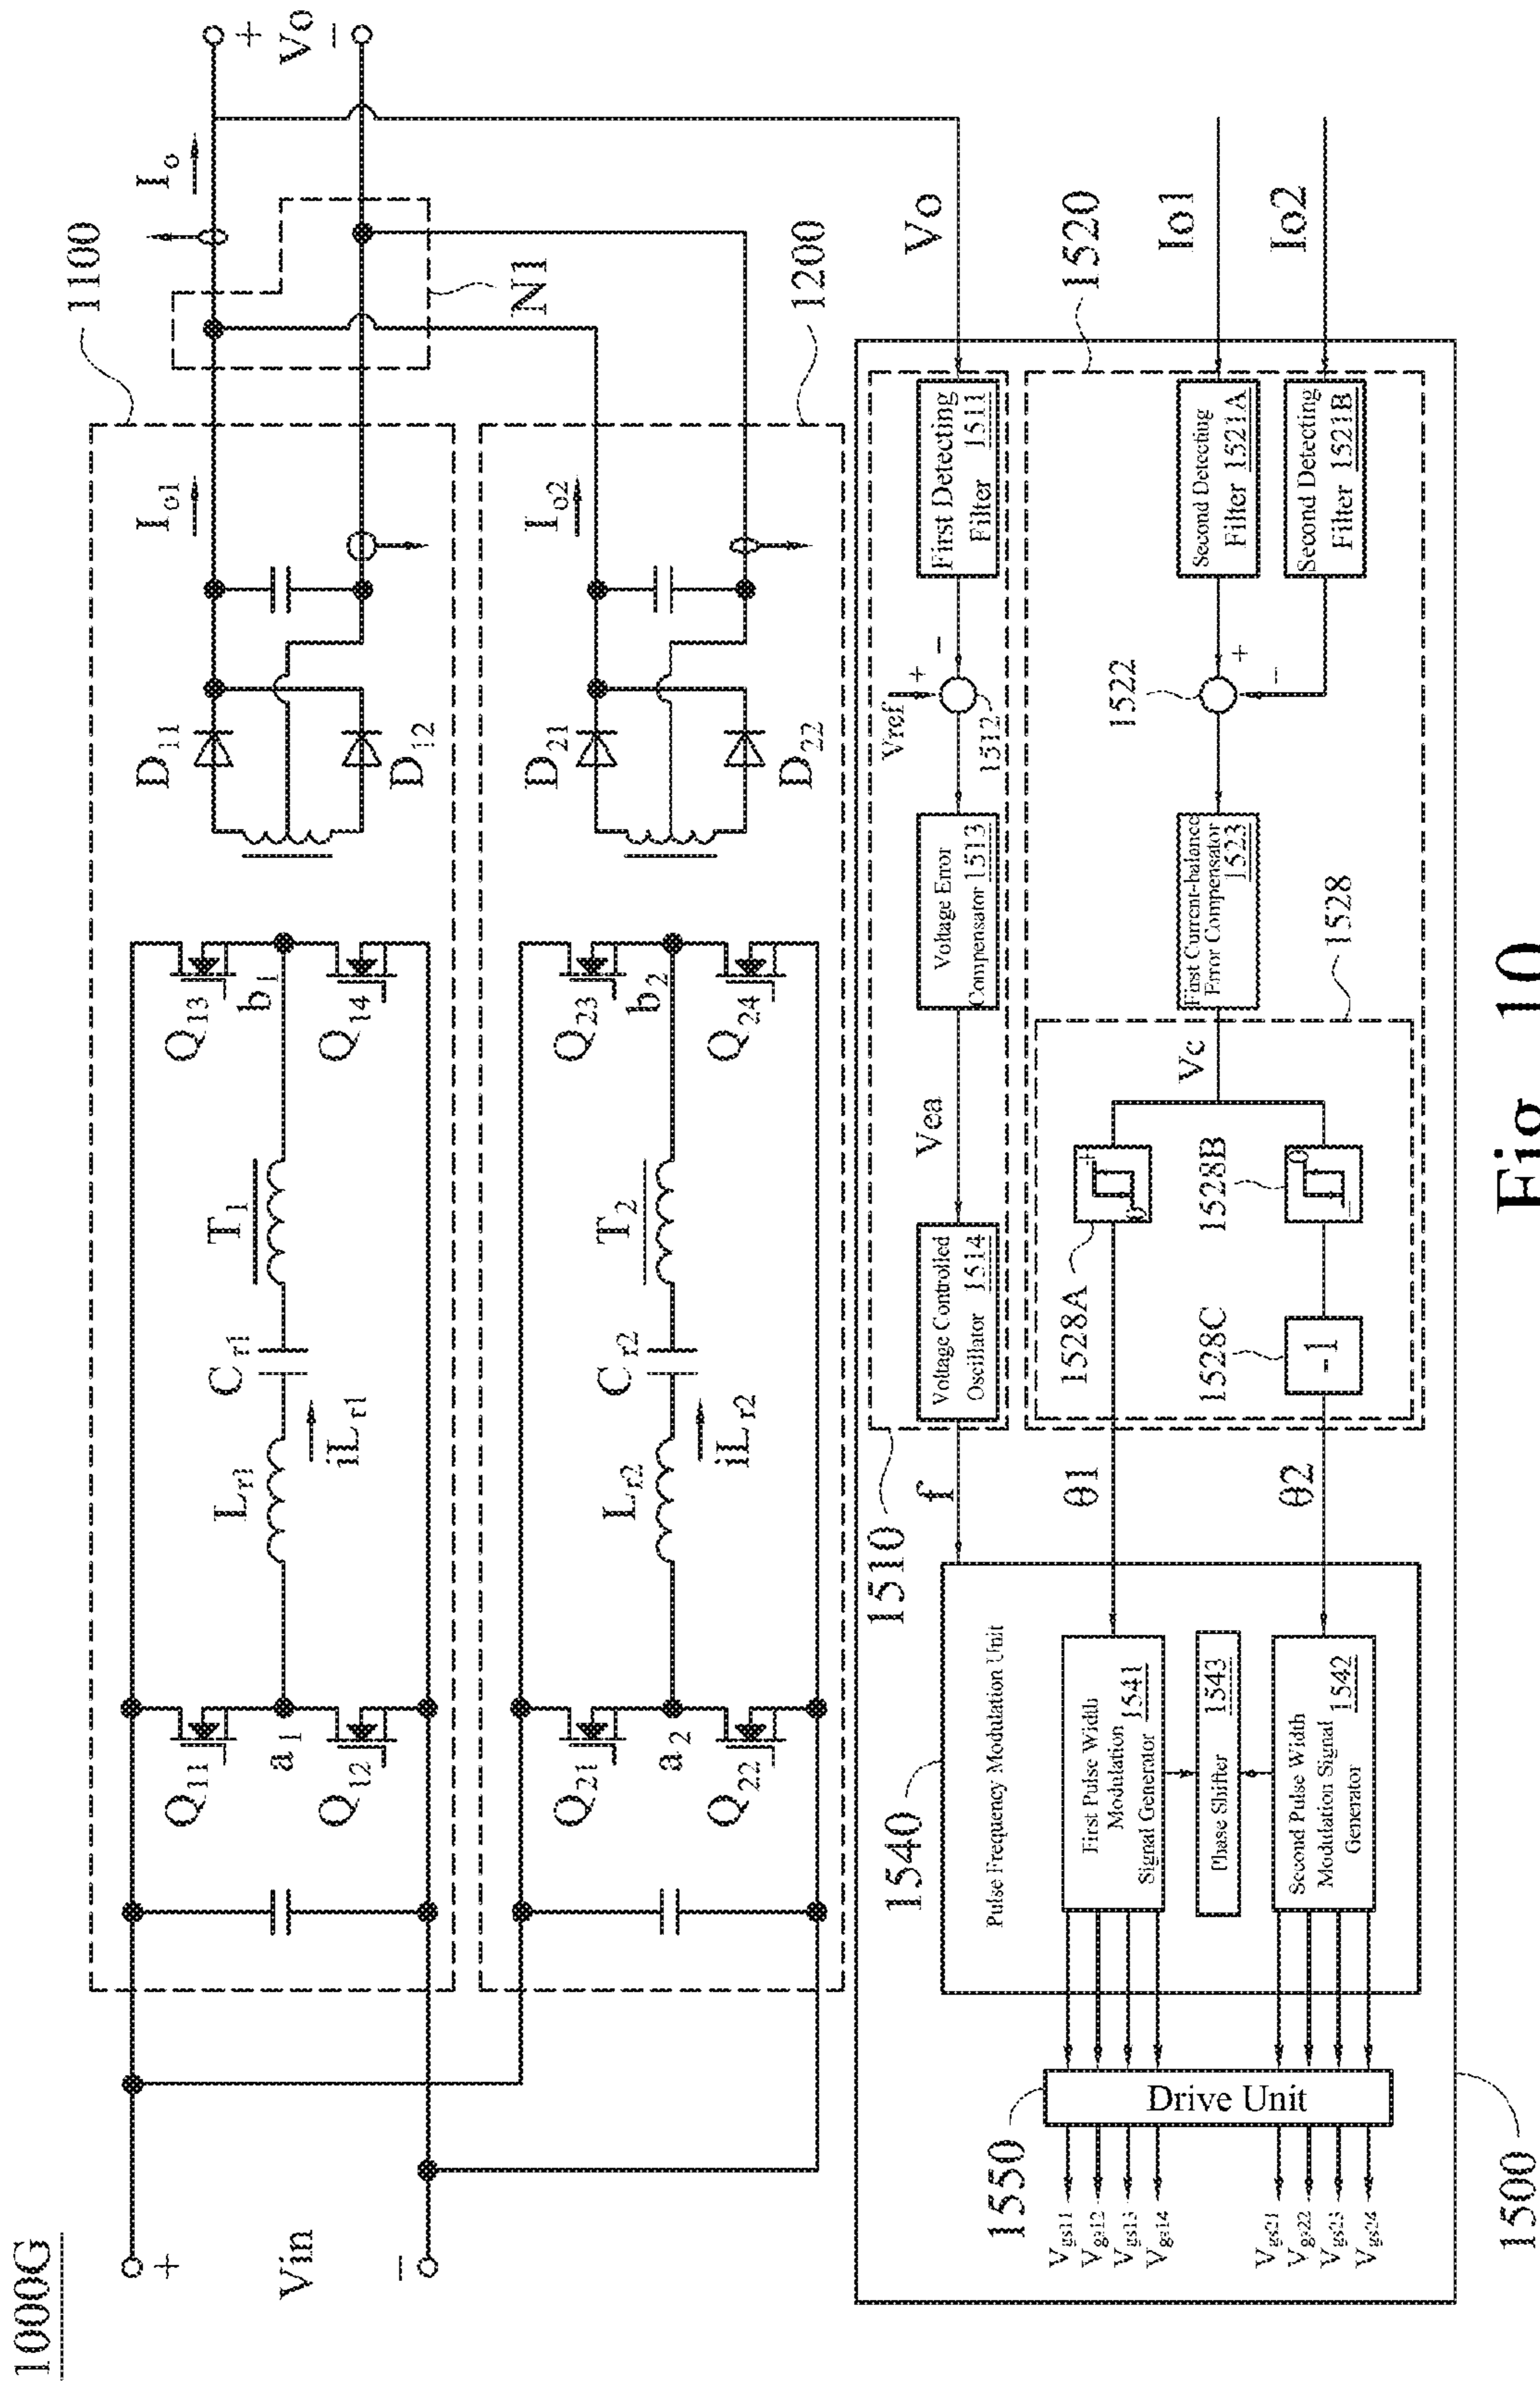 1000G
1100
Io
+
Vo
−
Io1
D11
D12
N1
Q13
b1
Q14
T1
Cr1
Lr1
iLr1
Q11
a1
Q12
+
Vin
−
1200
Io2
D21
D22
Q23
b2
Q24
T2
Cr2
Lr2
iLr2
Q21
a2
Q22
Vo
First Detecting
Filter 1511
−
+
Vref
1512
Voltage Error
Compensator 1513
Vea
Voltage Controlled
Oscillator 1514
1510
f
1520
Io1
Io2
Second Detecting
Filter 1521A
Second Detecting
Filter 1521B
+
−
1522
First Current-balance
Error Compensator
1523
1528
Vc
+
0
1528A
0
−
1528B
-1
1528C
θ1
θ2
1540
Pulse Frequency Modulation Unit
First Pulse Width
Modulation
Signal Generator 1541
Phase Shifter 1543
Second Pulse Width
Modulation Signal
Generator 1542
1550
Drive Unit
Vgs11
Vgs12
Vgs13
Vgs14
Vgs21
Vgs22
Vgs23
Vgs24
1500
Fig. 10